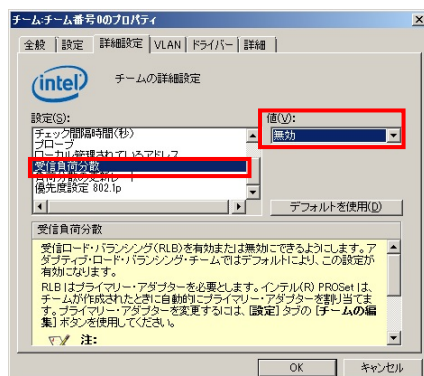 チーム:チーム番号0のプロパティ
全般 設定 詳細設定 VLAN ドライバー 詳細
intel チームの詳細設定
設定(S): 値(V):
チェック間隔時間(秒) 無効
プローブ
ローカル管理されているアドレス
受信負荷分散
負荷分散の更新レート
優先度設定 802.1p
デフォルトを使用(D)
受信負荷分散
受信ロード・バランシング(RLB)を有効または無効にできるようにします。ア
ダプティブ・ロード・バランシング・チームではデフォルトにより、この設定が
有効になります。
RLB はプライマリー・アダプターを必要とします。インテル(R) PROSet は、
チームが作成されたときに自動的にプライマリー・アダプターを割り当てま
す。プライマリー・アダプターを変更するには、[設定] タブの [チームの編
集] ボタンを使用してください。
注:
OK キャンセル